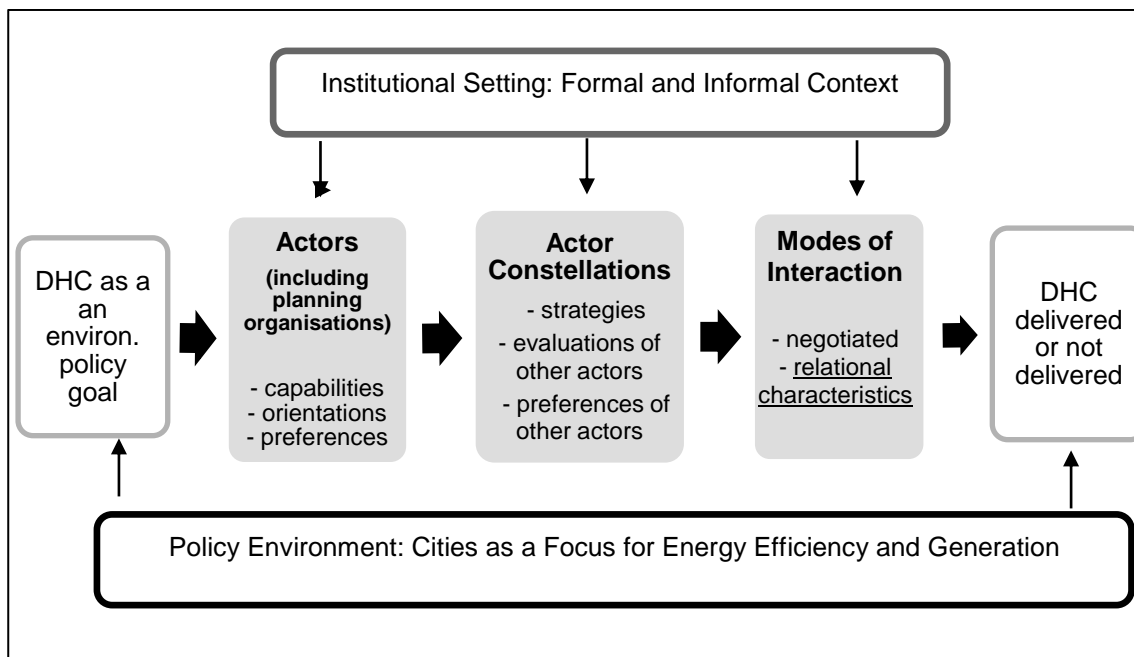 Institutional Setting: Formal and Informal Context
DHC as a
an
environ.
policy
goal
Actors
(including
planning
organisations)
- capabilities
- orientations
- preferences
Actor
Constellations
- strategies
- evaluations of
other actors
- preferences of
other actors
Modes of
Interaction
- negotiated
- relational
characteristics
DHC
delivered
or not
delivered
Policy Environment: Cities as a Focus for Energy Efficiency and Generation